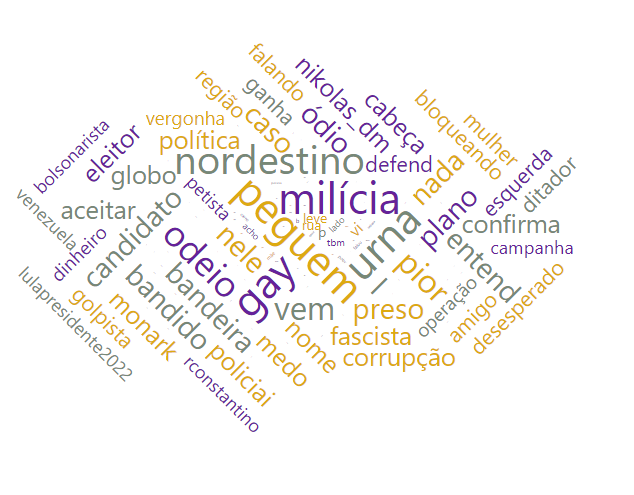 falando
nikolas_dm
região
ganha
cabeça
bloqueando
mulher
vergonha
caso
ódio
bolsonarista
eleitor
política
nordestino
defend
nada
esquerda
ditador
globo
petista
milícia
plano
venezuela
aceitar
candidato
peguem
urna
confirma
leve
rua
lado
vi
p
tbm
acho
dinheiro
odeio
nele
gay
entend
campanha
lulapresidente2022
golpista
monark
bandido
bandeira
vem
l
pior
preso
operação
amigo
desesperado
nome
medo
fascista
corrupção
policiai
rconstantino